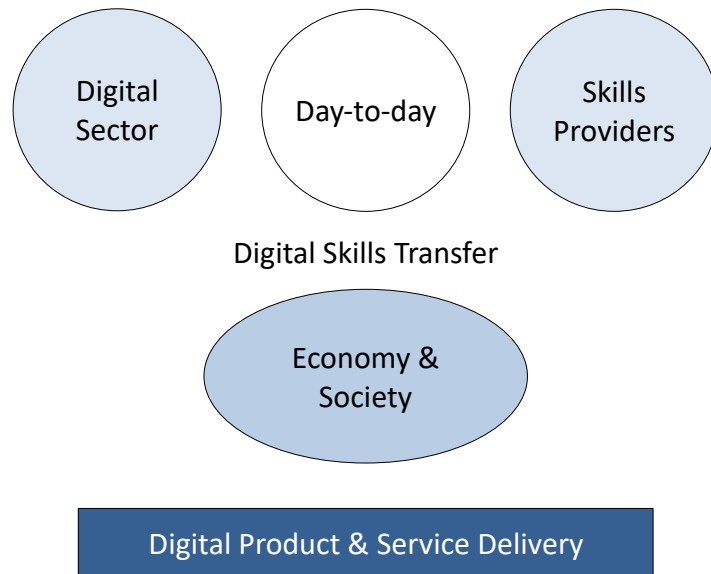 Digital
Sector
Day-to-day
Skills
Providers
Digital Skills Transfer
Economy &
Society
Digital Product & Service Delivery